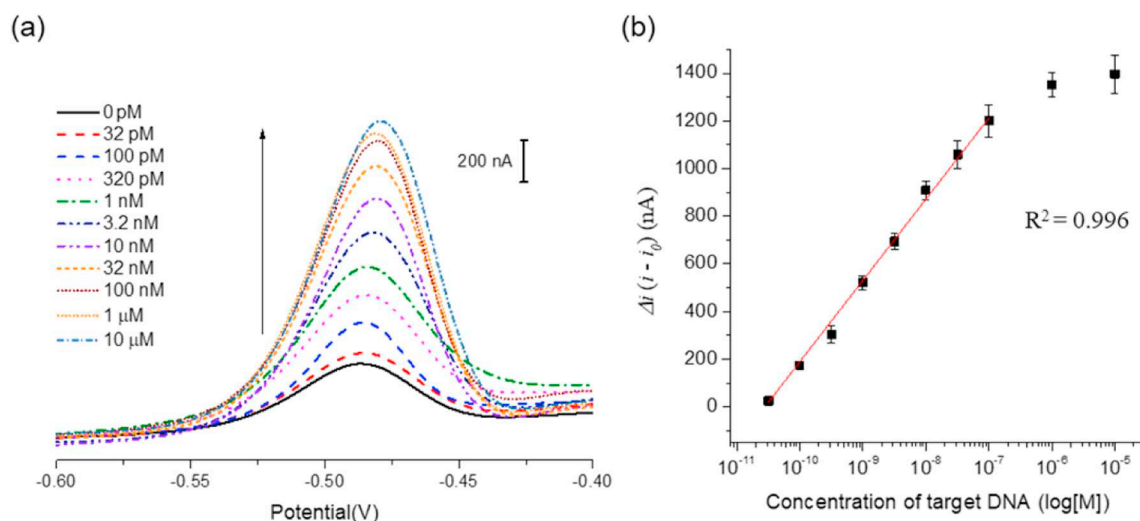 (a)
0 pM
32 pM
100 pM
320 pM
1 nM
3.2 nM
10 nM
32 nM
100 nM
1 μM
10 μM
200 nA
-0.60
-0.55
-0.50
-0.45
-0.40
Potential(V)
(b)
1400
1200
1000
800
600
400
200
0
Δi (i - i₀) (nA)
R² = 0.996
10⁻¹¹
10⁻¹⁰
10⁻⁹
10⁻⁸
10⁻⁷
10⁻⁶
10⁻⁵
Concentration of target DNA (log[M])